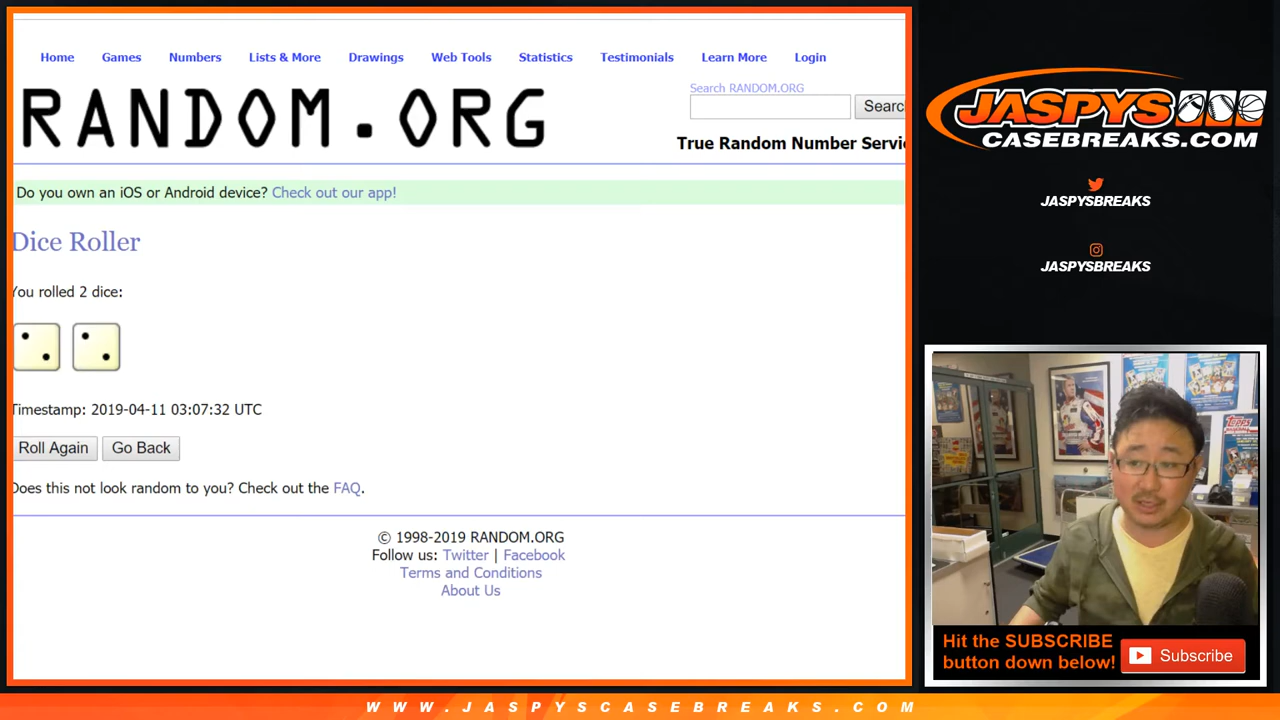 Home Games Numbers Lists & More Drawings Web Tools Statistics Testimonials Learn More Login
Search RANDOM.ORG
RANDOM.ORG
Searc
True Random Number Servi
Do you own an iOS or Android device? Check out our app!
Dice Roller
You rolled 2 dice:
Timestamp: 2019-04-11 03:07:32 UTC
Roll Again Go Back
Does this not look random to you? Check out the FAQ.
© 1998-2019 RANDOM.ORG
Follow us: Twitter | Facebook
Terms and Conditions
About Us
JASPYS
CASEBREAKS.COM
JASPYSBREAKS
JASPYSBREAKS
Hit the SUBSCRIBE
button down below!
Subscribe
WWW.JASPYSCASEBREAKS.COM